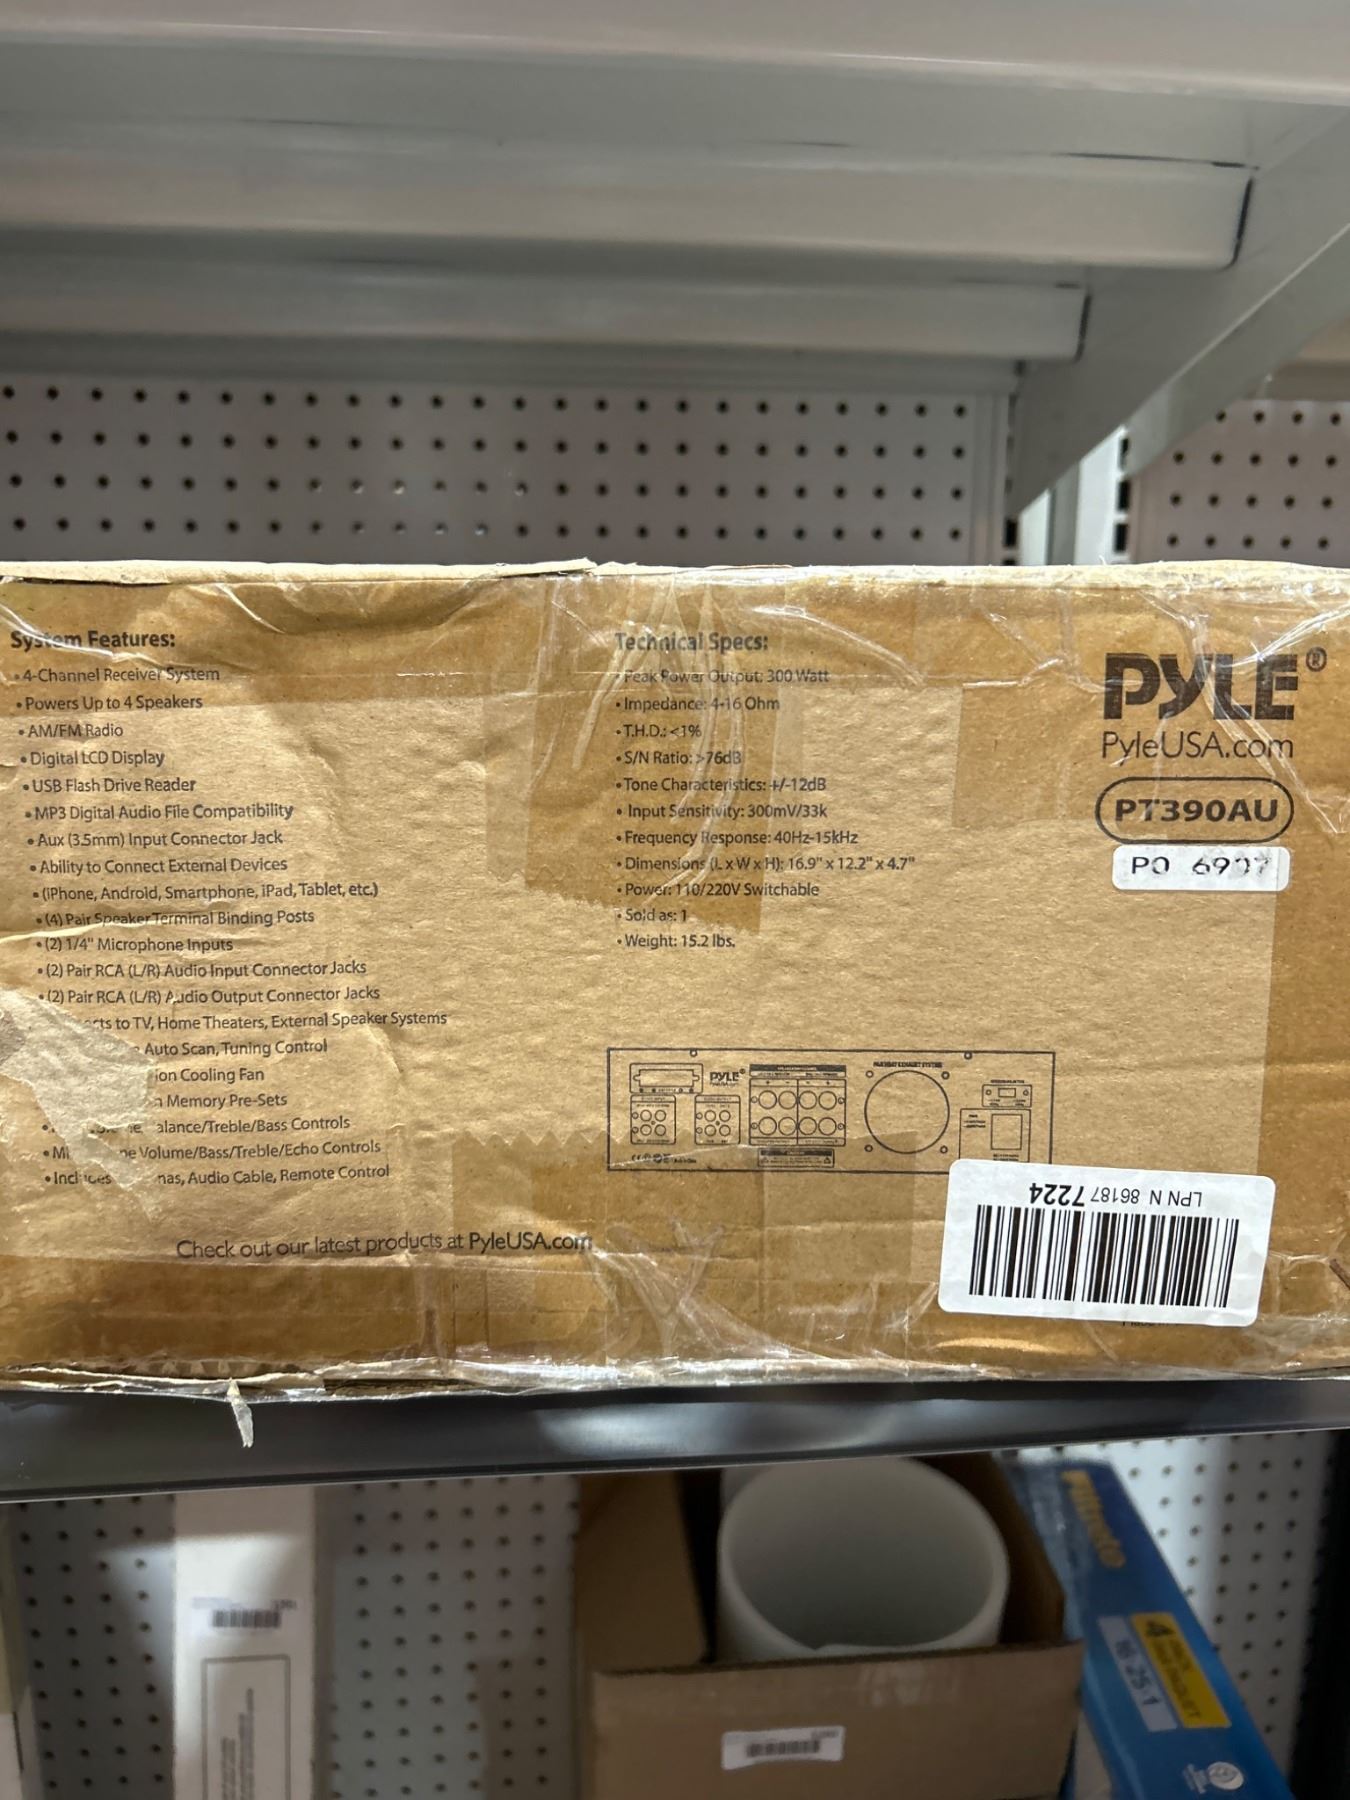 System Features:
• 4-Channel Receiver System
• Powers Up to 4 Speakers
• AM/FM Radio
• Digital LCD Display
• USB Flash Drive Reader
• MP3 Digital Audio File Compatibility
• Aux (3.5mm) Input Connector Jack
• Ability to Connect External Devices
• (iPhone, Android, Smartphone, iPad, Tablet, etc.)
• (4) Pair Speaker Terminal Binding Posts
• (2) 1/4" Microphone Inputs
• (2) Pair RCA (L/R) Audio Input Connector Jacks
• (2) Pair RCA (L/R) Audio Output Connector Jacks
to TV, Home Theaters, External Speaker Systems
Auto Scan, Tuning Control
Cooling Fan
Memory Pre-Sets
/Treble/Bass Controls
Volume/Bass/Treble/Echo Controls
• Audio Cable, Remote Control
Check out our latest products at PyleUSA.com
Technical Specs:
• Peak Power Output: 300 Watt
• Impedance: 4-16 Ohm
• T.H.D.: <1%
• S/N Ratio: >76dB
• Tone Characteristics: +/-12dB
• Input Sensitivity: 300mV/33k
• Frequency Response: 40Hz-15kHz
• Dimensions (L x W x H): 16.9" x 12.2" x 4.7"
• Power: 110/220V Switchable
• Sold as: 1
• Weight: 15.2 lbs.
PYLE®
PyleUSA.com
PT390AU
PO 6907
PYLE®
LPN N 86187 7224
Filtrete
4
16-25-1